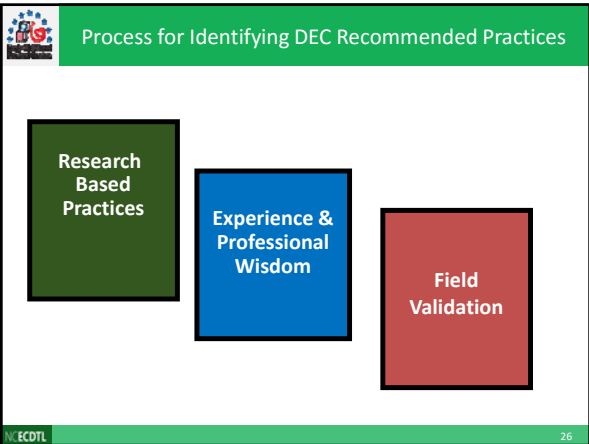 Process for Identifying DEC Recommended Practices
Research
Based
Practices
Experience &
Professional
Wisdom
Field
Validation
NCECDTL
26